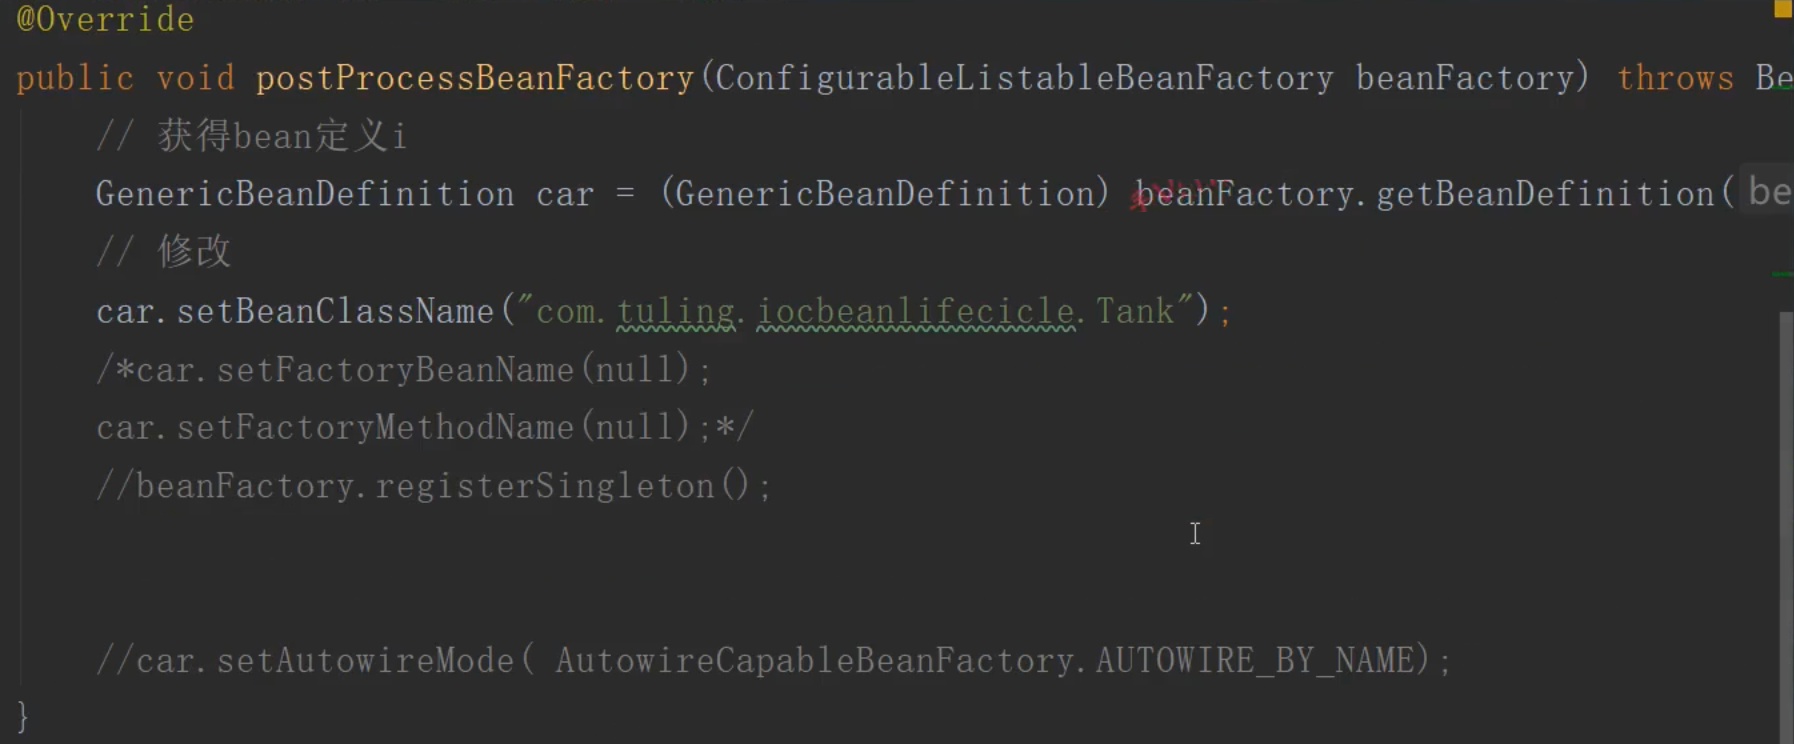 @Override
public void postProcessBeanFactory(ConfigurableListableBeanFactory beanFactory) throws Be
// 获得bean定义i
GenericBeanDefinition car = (GenericBeanDefinition) beanFactory.getBeanDefinition( be
// 修改
car.setBeanClassName("com.tuling.iocbeanlifecicle.Tank");
/*car.setFactoryBeanName(null);
car.setFactoryMethodName(null);*/
//beanFactory.registerSingleton();
//car.setAutowireMode( AutowireCapableBeanFactory.AUTOWIRE_BY_NAME);
}